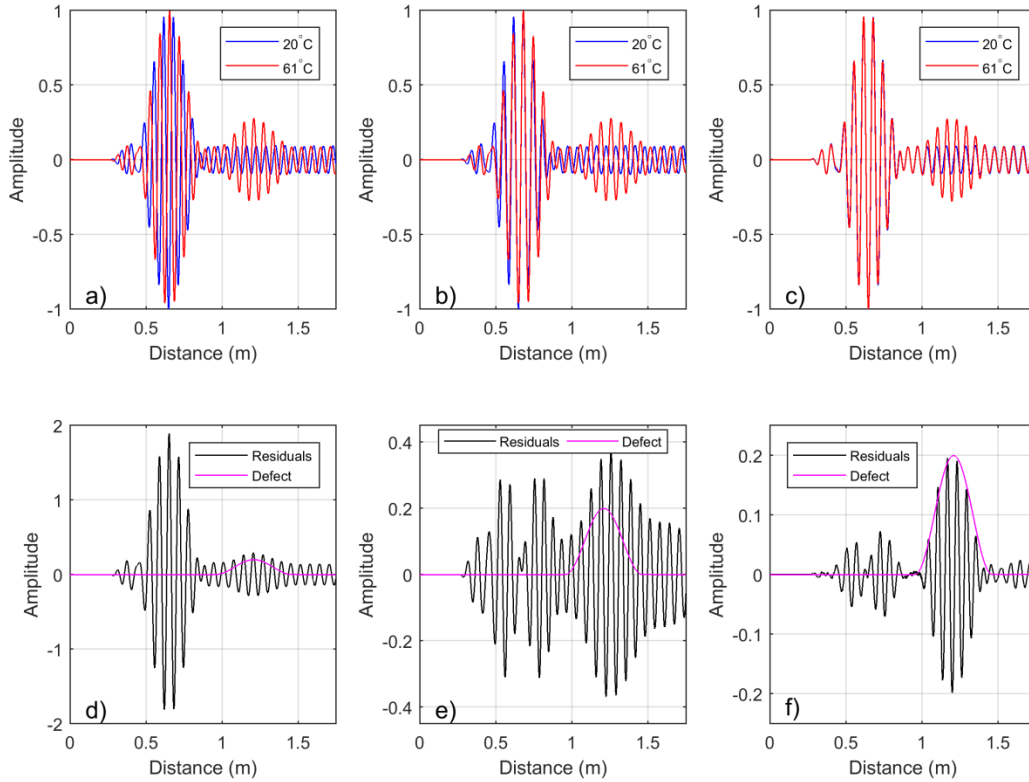 1
0.5
0
-0.5
-1
Amplitude
20°C
61°C
a)
0 0.5 1 1.5
Distance (m)
1
0.5
0
-0.5
-1
Amplitude
20°C
61°C
b)
0 0.5 1 1.5
Distance (m)
1
0.5
0
-0.5
-1
Amplitude
20°C
61°C
c)
0 0.5 1 1.5
Distance (m)
2
1
0
-1
-2
Amplitude
Residuals
Defect
d)
0 0.5 1 1.5
Distance (m)
0.4
0.2
0
-0.2
-0.4
Amplitude
Residuals Defect
e)
0 0.5 1 1.5
Distance (m)
0.2
0.1
0
-0.1
-0.2
Amplitude
Residuals
Defect
f)
0 0.5 1 1.5
Distance (m)